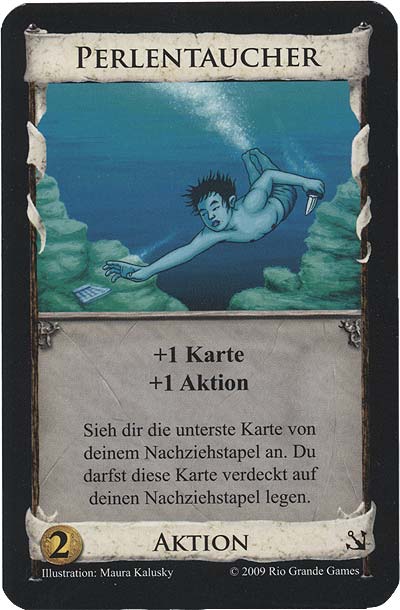 PERLENTAUCHER
+1 Karte
+1 Aktion
Sieh dir die unterste Karte von
deinem Nachziehstapel an. Du
darfst diese Karte verdeckt auf
deinen Nachziehstapel legen.
2 AKTION
Illustration: Maura Kalusky © 2009 Rio Grande Games